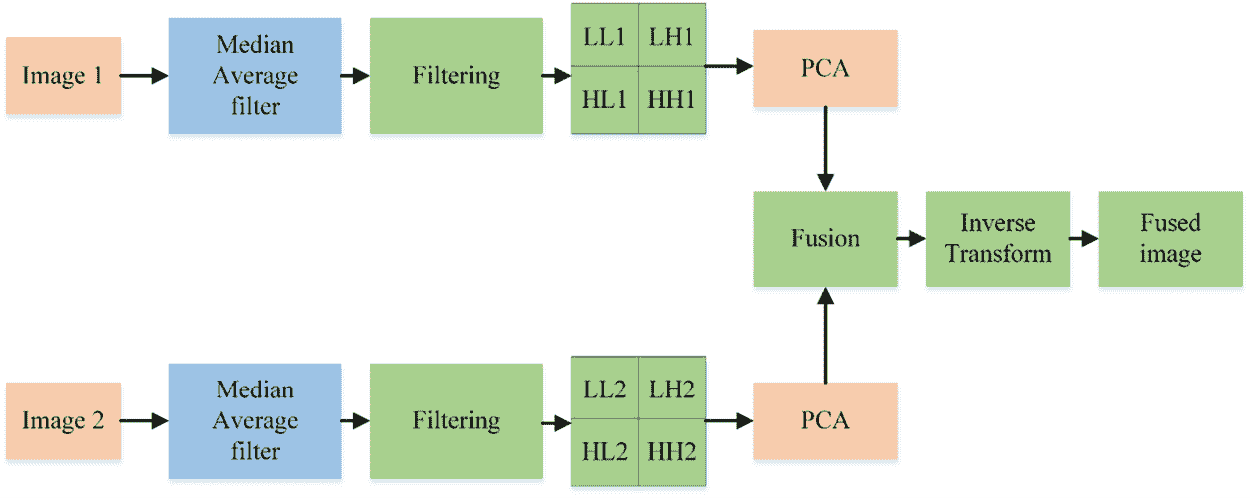 Image 1
Median
Average
filter
Filtering
LL1
LH1
HL1
HH1
PCA
Fusion
Inverse
Transform
Fused
image
Image 2
Median
Average
filter
Filtering
LL2
LH2
HL2
HH2
PCA